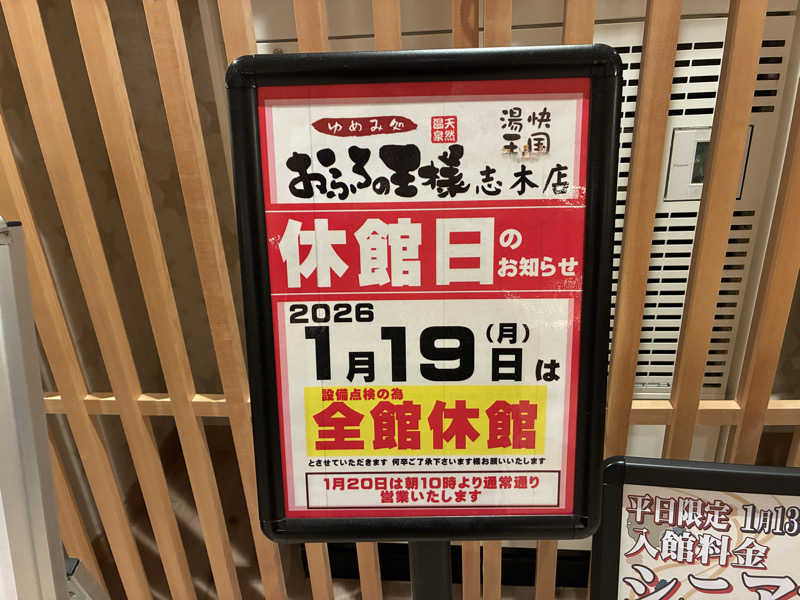 ゆめみ処
天然温泉
湯快王国
おふろの王様 志木店
休館日のお知らせ
2026
1月19日(月)は
設備点検の為
全館休館
とさせていただきます 何卒ご了承下さいます様お願いいたします
1月20日は朝10時より通常通り
営業いたします
平日限定 1月13
入館料金
シニア